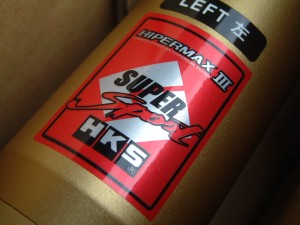 LEFT 左
HIPERMAX III
SUPER
Sport
HKS®